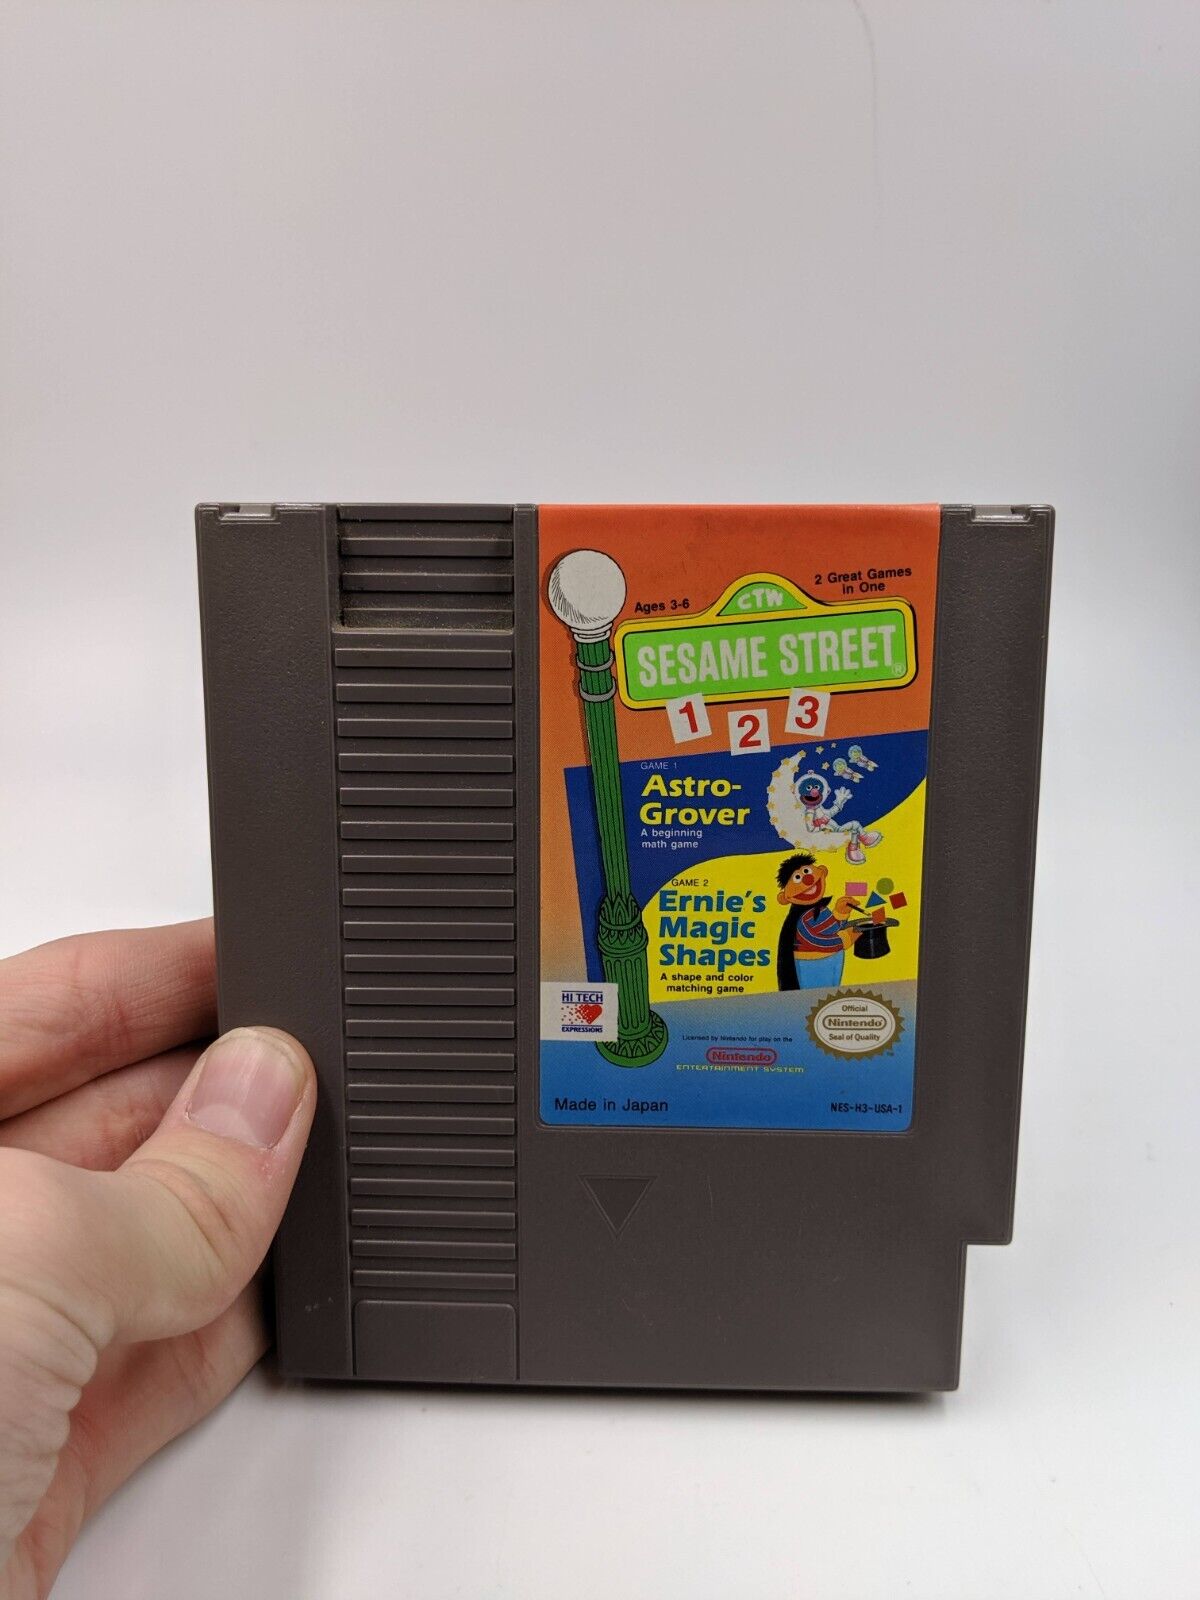 Ages 3-6
2 Great Games
in One
CTW
SESAME STREET®
1 2 3
GAME 1
Astro-
Grover
A beginning
math game
GAME 2
Ernie's
Magic
Shapes
A shape and color
matching game
HI TECH
EXPRESSIONS
Official
Nintendo
Seal of Quality
Licensed by Nintendo for play on the
Nintendo
ENTERTAINMENT SYSTEM
Made in Japan
NES-H3-USA-1